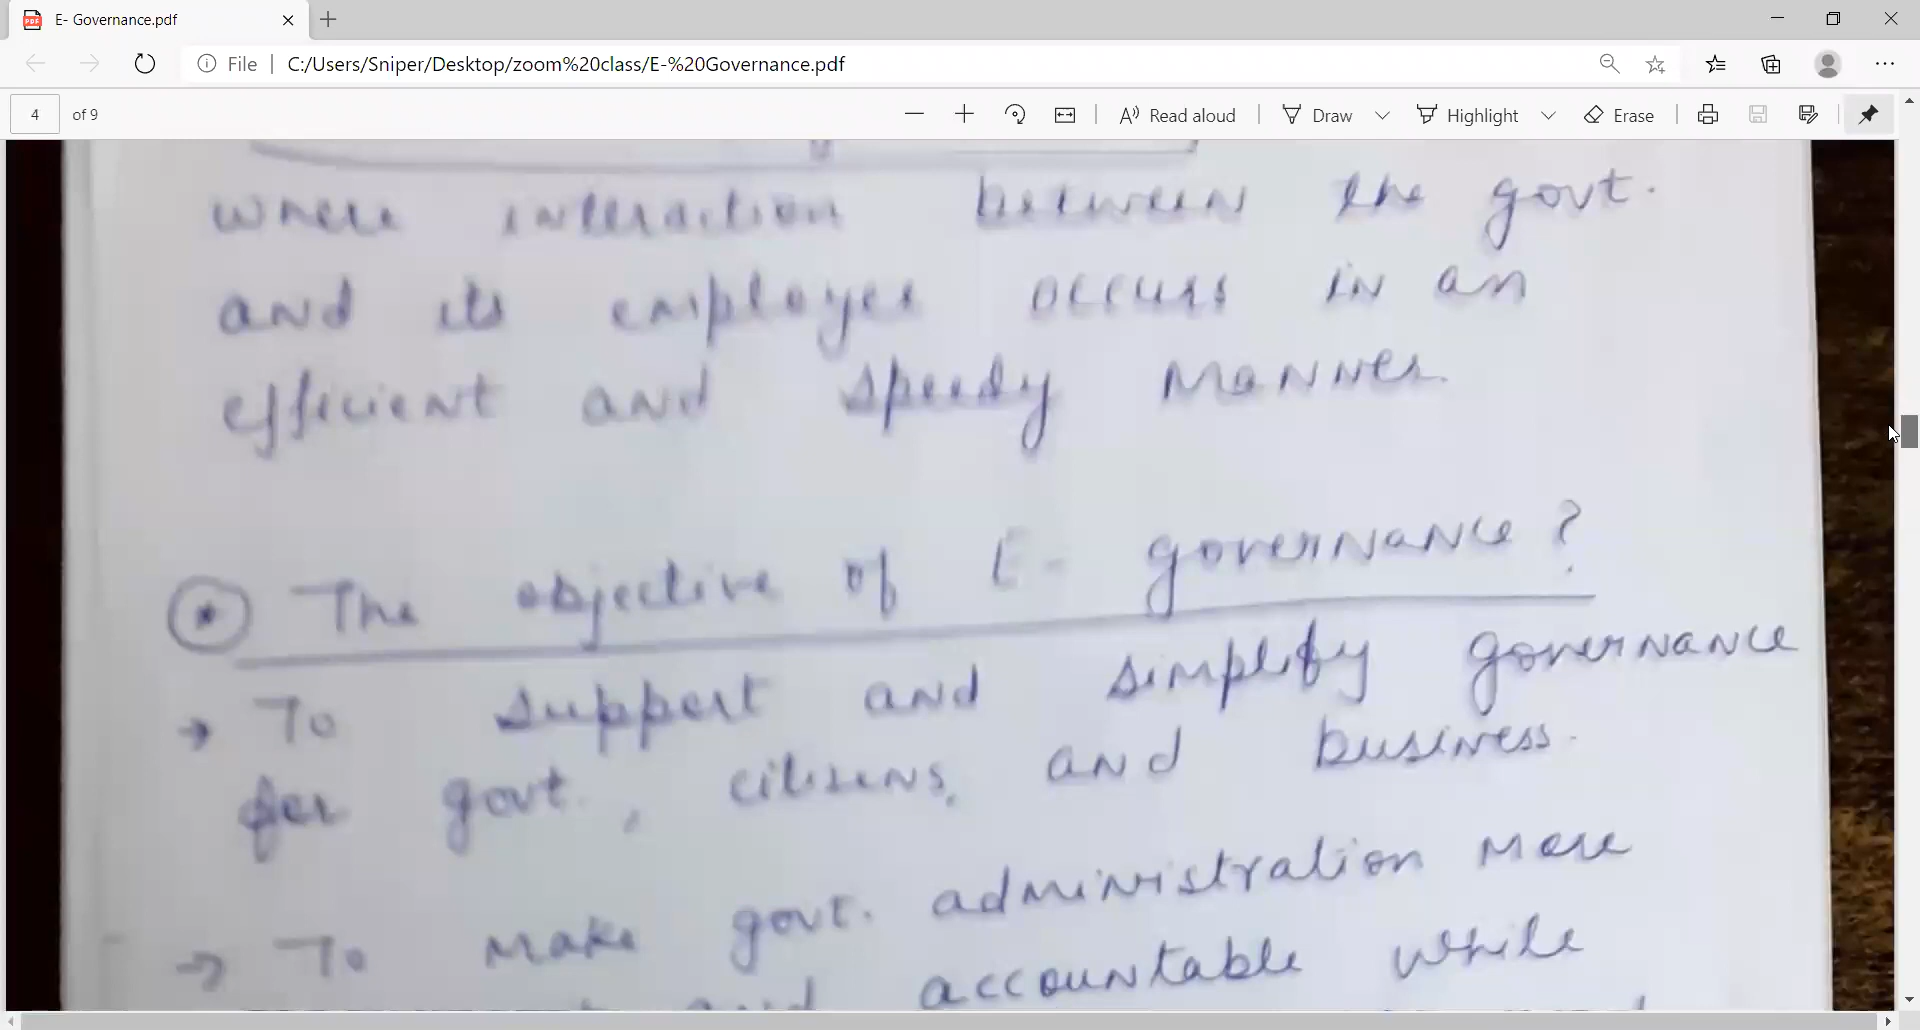 E- Governance.pdf
File C:/Users/Sniper/Desktop/zoom%20class/E-%20Governance.pdf
4 of 9 Read aloud Draw Highlight Erase
where interaction between the govt.
and its employee occurs in an
efficient and speedy manner.
The objective of E- governance?
→ To support and simplify governance
for govt., citizens, and business.
→ To make govt. administration more
and accountable while